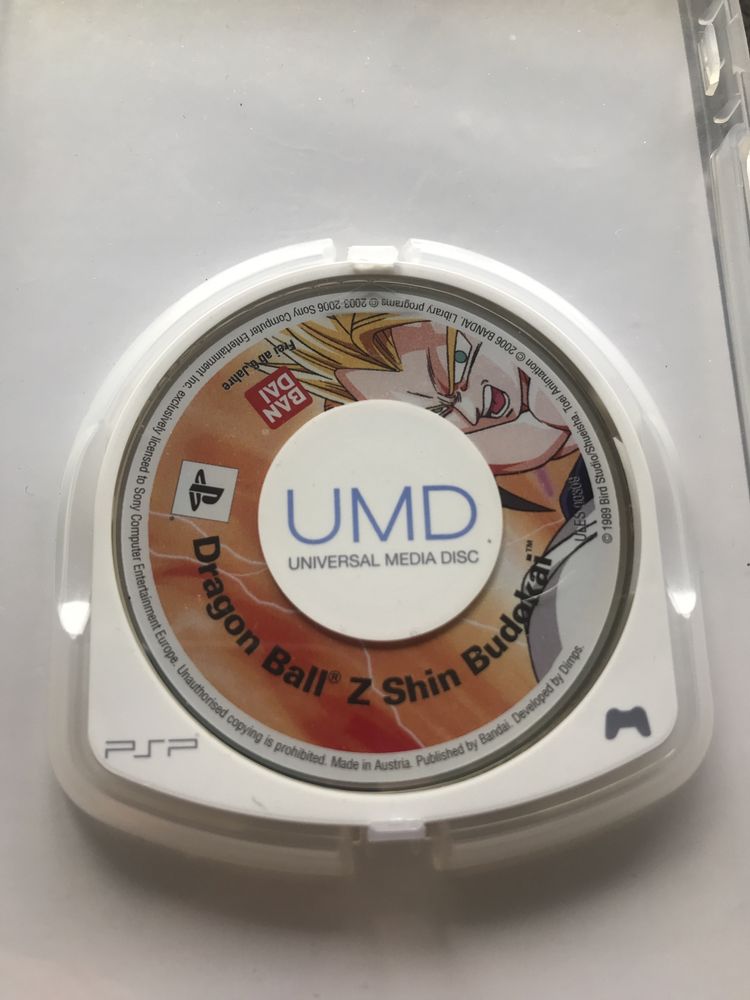 UMD
UNIVERSAL MEDIA DISC
Dragon Ball® Z Shin Budokai™
BAN
DAI
Frei ab 6 Jahre
© 1989 Bird Studio/Shueisha, Toei Animation © 2006 BANDAI. Library programs © 2003-2006 Sony Computer Entertainment Inc. exclusively licensed to Sony Computer Entertainment Europe. Unauthorised copying is prohibited. Made in Austria. Published by Bandai. Developed by Dimps.
PSP